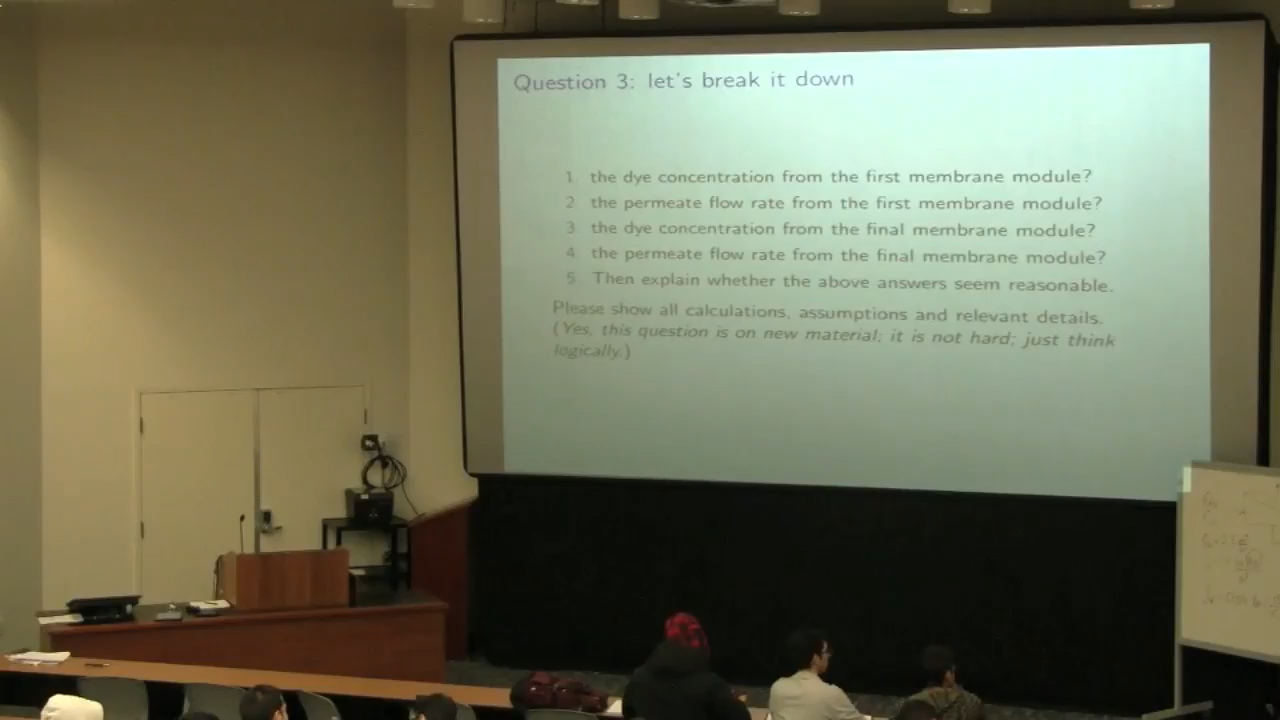 Question 3: let's break it down
1 the dye concentration from the first membrane module?
2 the permeate flow rate from the first membrane module?
3 the dye concentration from the final membrane module?
4 the permeate flow rate from the final membrane module?
5 Then explain whether the above answers seem reasonable.
Please show all calculations, assumptions and relevant details.
(Yes, this question is on new material; it is not hard; just think
logically.)